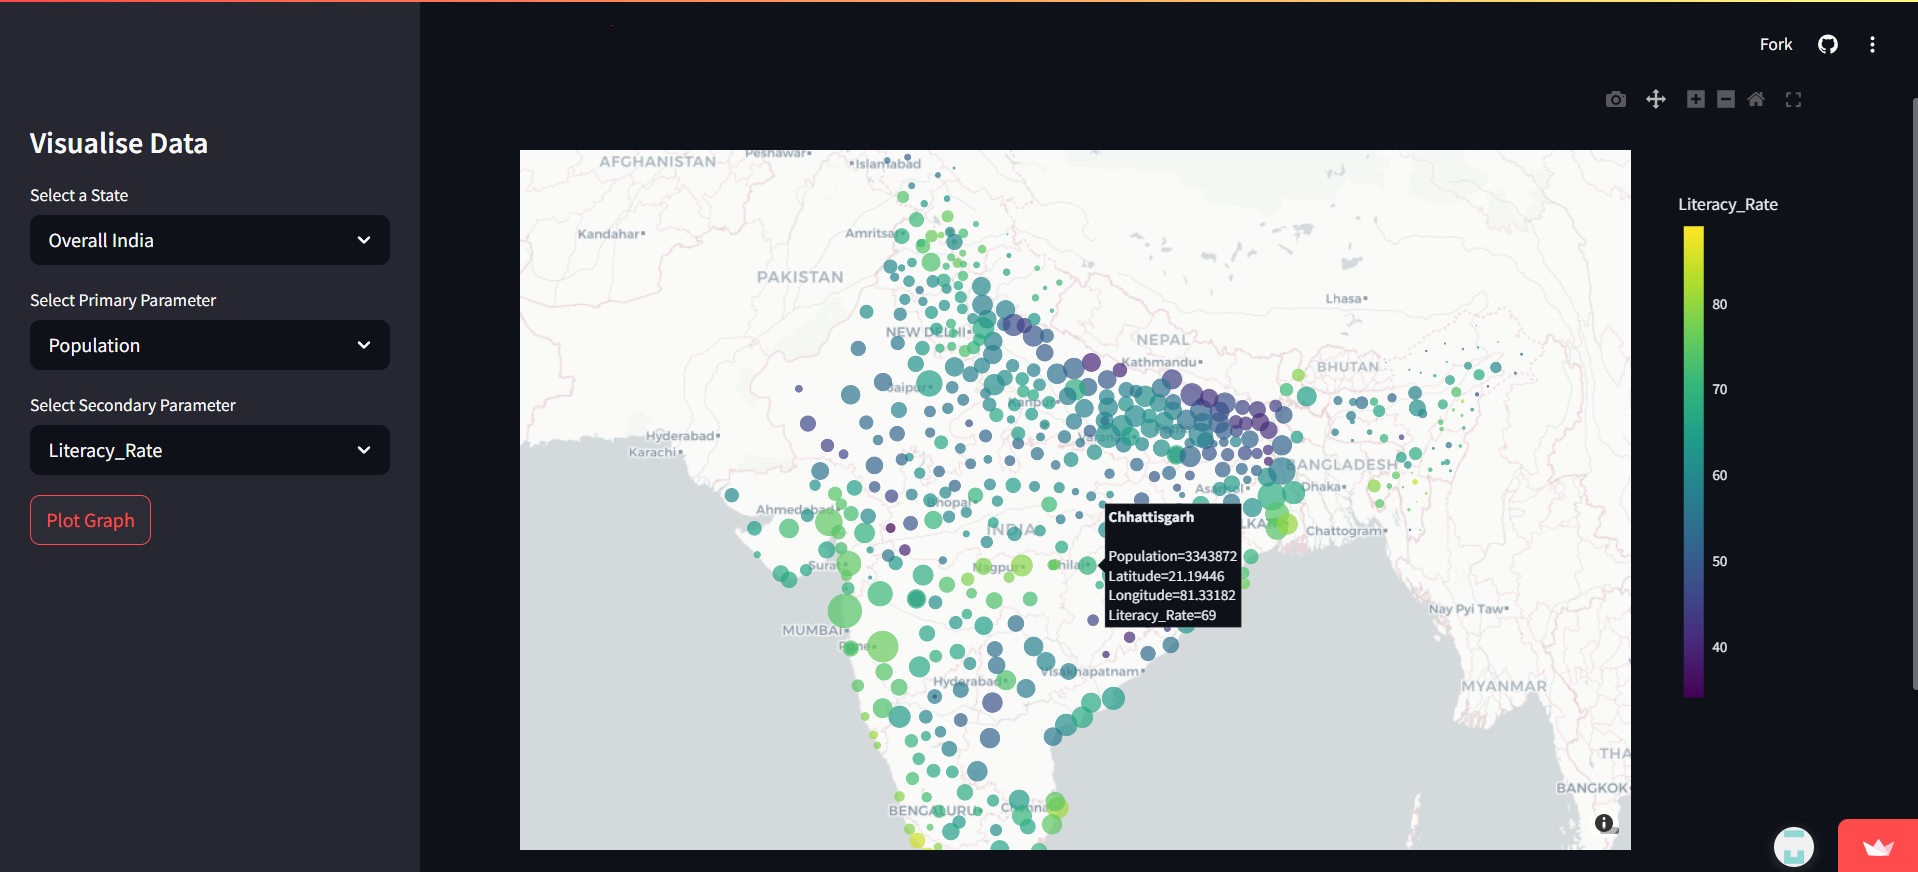 Fork
Visualise Data
Select a State
Overall India
Select Primary Parameter
Population
Select Secondary Parameter
Literacy_Rate
Plot Graph
AFGHANISTAN
Peshawar
Islamabad
Kandahar
Amritsar
PAKISTAN
Lhasa
NEW DELHI
NEPAL
Kathmandu
BHUTAN
Jaipur
Kanpur
Hyderabad
Karachi
BANGLADESH
Dhaka
Asansol
Ahmedabad
Bhopal
INDIA
Chattogram
Surat
Nagpur
Bhilai
Chhattisgarh
Population=3343872
Latitude=21.19446
Longitude=81.33182
Literacy_Rate=69
Nay Pyi Taw
MUMBAI
Pune
Hyderabad
Visakhapatnam
MYANMAR
THA
BANGKOK
BENGALURU
Chennai
Literacy_Rate
80
70
60
50
40